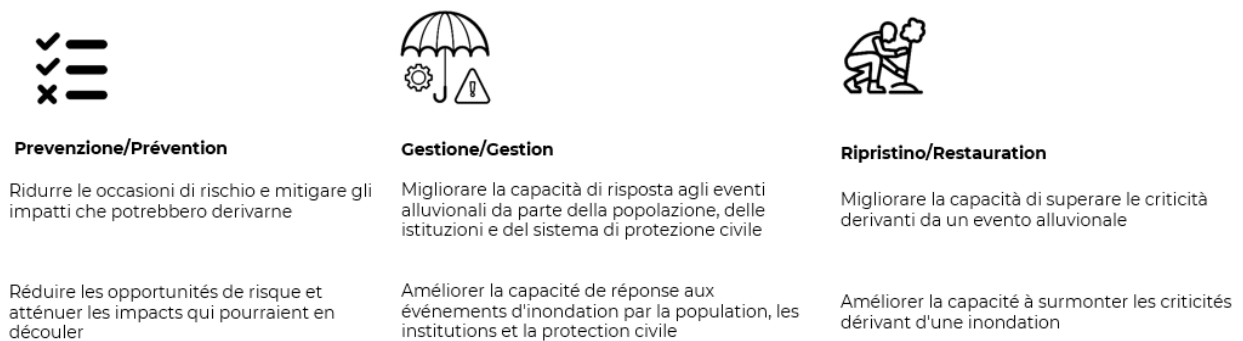 Prevenzione/Prévention
Ridurre le occasioni di rischio e mitigare gli
impatti che potrebbero derivarne
Réduire les opportunités de risque et
atténuer les impacts qui pourraient en
découler
Gestione/Gestion
Migliorare la capacità di risposta agli eventi
alluvionali da parte della popolazione, delle
istituzioni e del sistema di protezione civile
Améliorer la capacité de réponse aux
événements d'inondation par la population, les
institutions et la protection civile
Ripristino/Restauration
Migliorare la capacità di superare le criticità
derivanti da un evento alluvionale
Améliorer la capacité à surmonter les criticités
dérivant d'une inondation